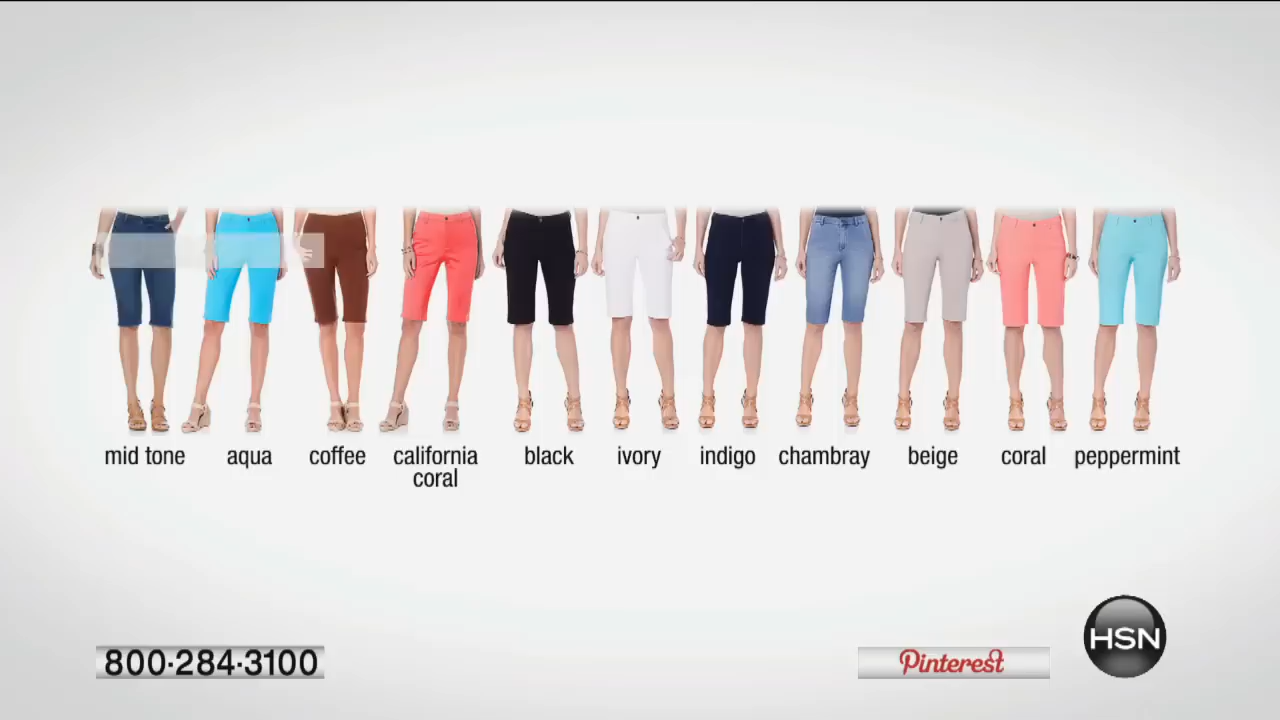 mid tone
aqua
coffee
california
coral
black
ivory
indigo
chambray
beige
coral
peppermint
800·284·3100
Pinterest
HSN